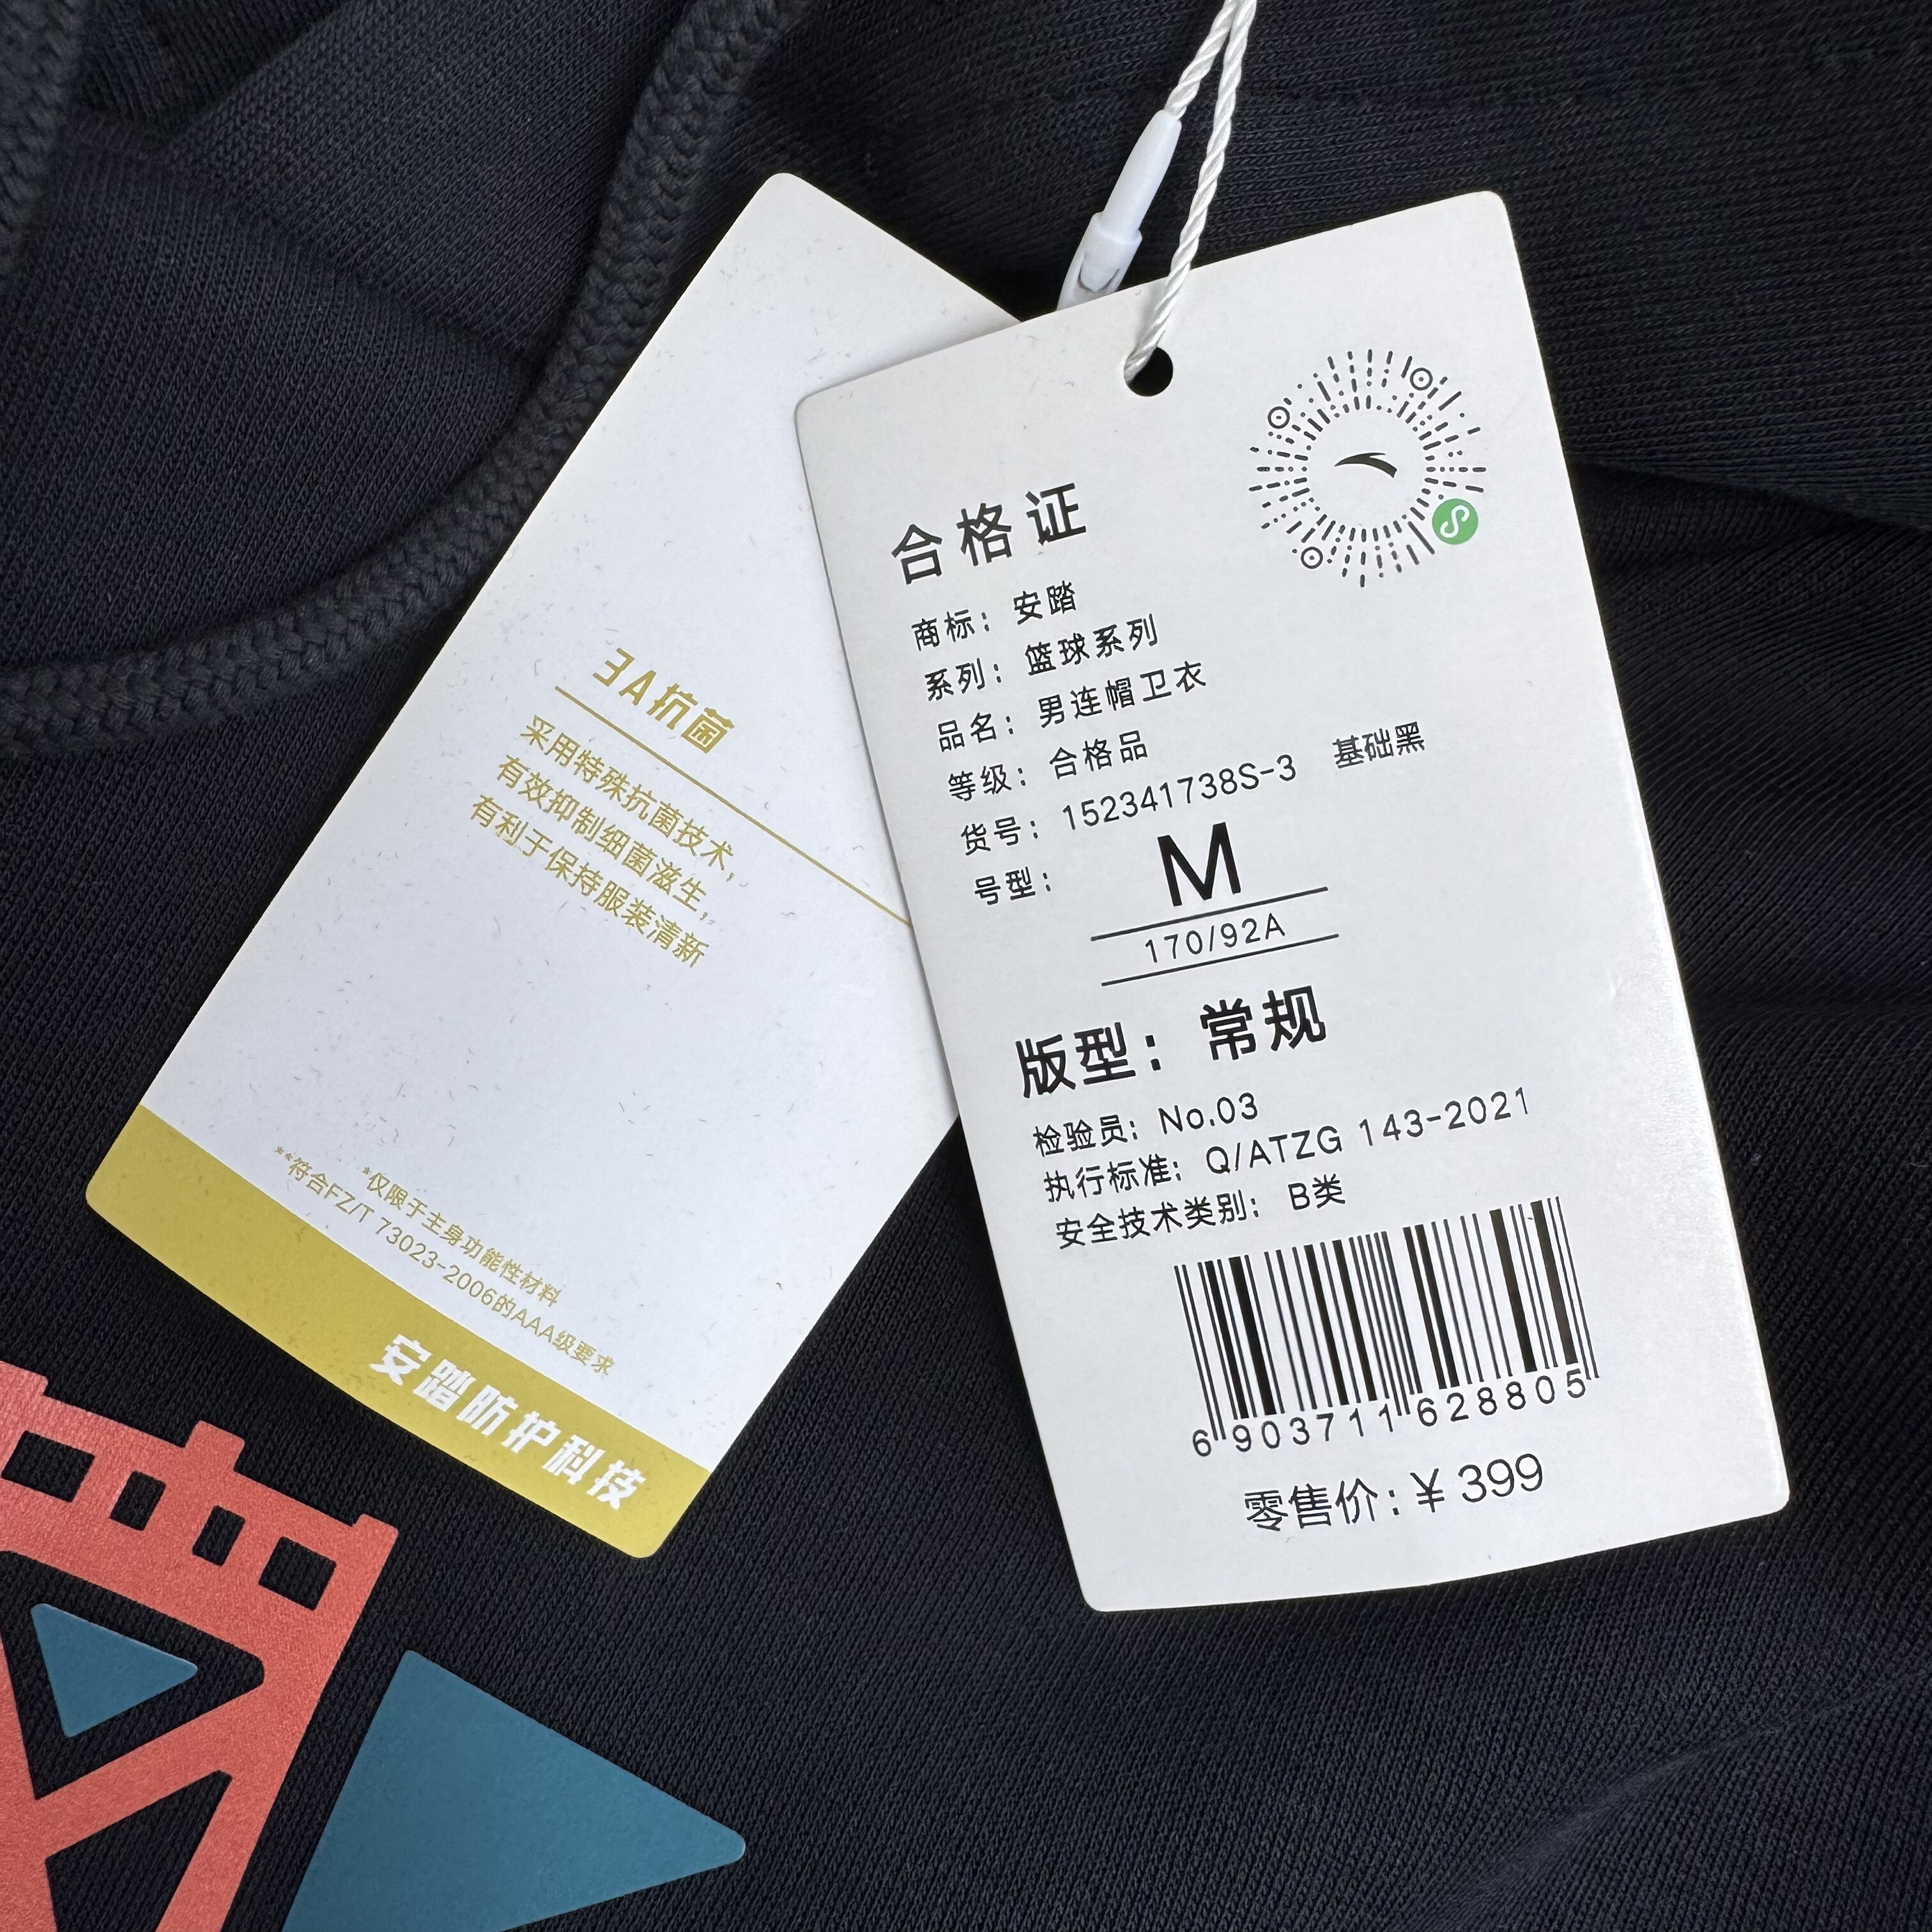 3A抗菌
采用特殊抗菌技术，
有效抑制细菌滋生，
有利于保持服装清新
*仅限于主身功能性材料
**符合FZ/T 73023-2006的AAA级要求
安踏防护科技
合格证
商标：安踏
系列：篮球系列
品名：男连帽卫衣
等级：合格品
货号：152341738S-3 基础黑
号型：M
170/92A
版型：常规
检验员：No.03
执行标准：Q/ATZG 143-2021
安全技术类别：B类
6903711628805
零售价：¥399